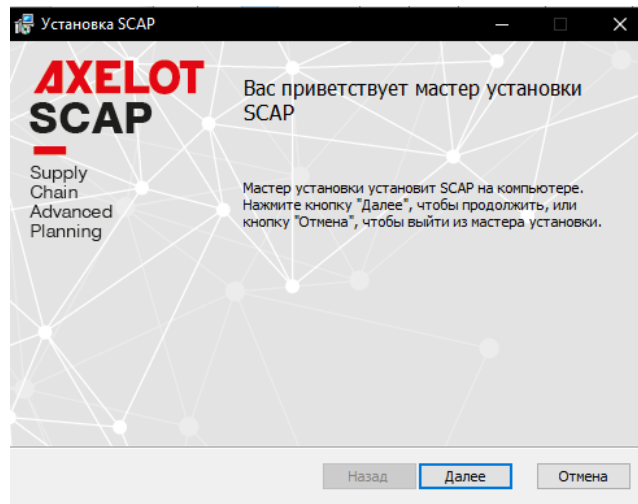 Установка SCAP
AXELOT
SCAP
Supply
Chain
Advanced
Planning
Вас приветствует мастер установки
SCAP
Мастер установки установит SCAP на компьютере.
Нажмите кнопку "Далее", чтобы продолжить, или
кнопку "Отмена", чтобы выйти из мастера установки.
Назад
Далее
Отмена